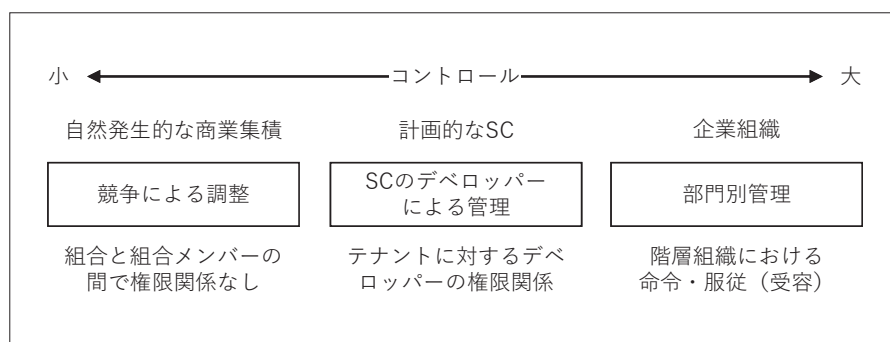 小 コントロール 大
自然発生的な商業集積 計画的なSC 企業組織
競争による調整 SCのデベロッパー
による管理 部門別管理
組合と組合メンバーの
間で権限関係なし テナントに対するデベ
ロッパーの権限関係 階層組織における
命令・服従（受容）